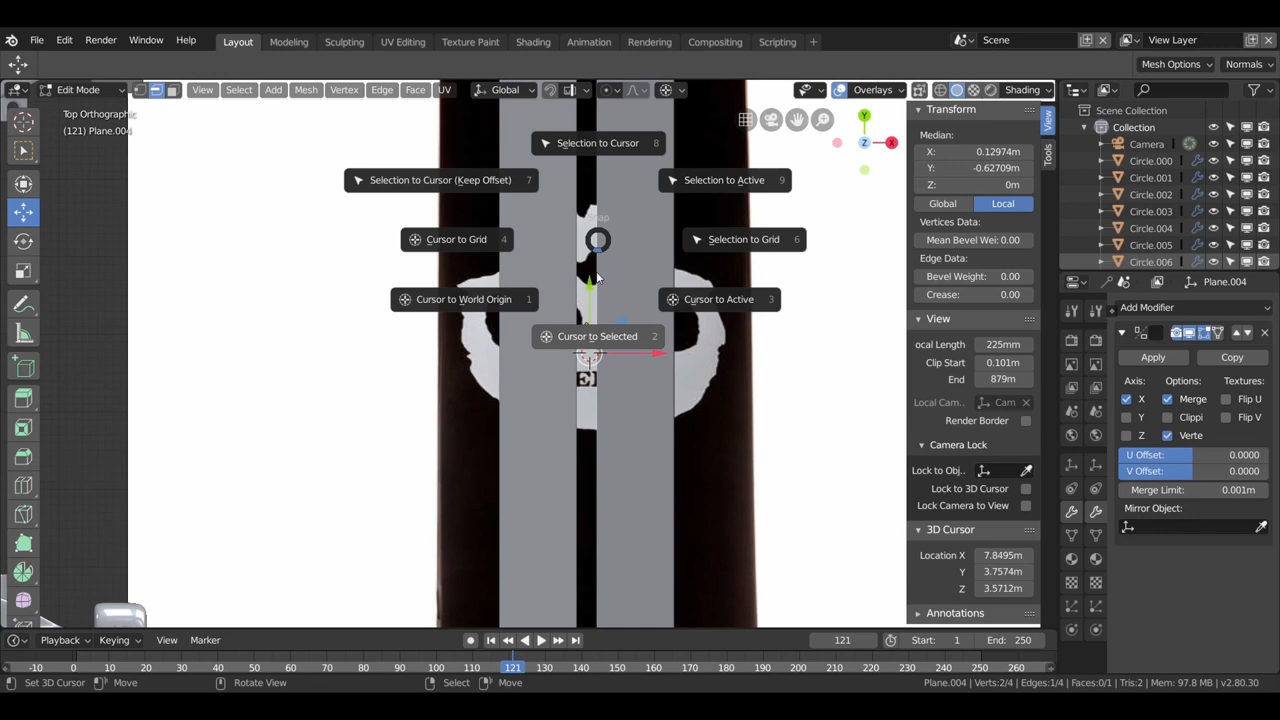 File Edit Render Window Help Layout Modeling Sculpting UV Editing Texture Paint Shading Animation Rendering Compositing Scripting + Scene View Layer
Mesh Options Normals
Edit Mode View Select Add Mesh Vertex Edge Face UV Global Overlays Shading
Top Orthographic
(121) Plane.004
Selection to Cursor 8
Selection to Cursor (Keep Offset) 7
Selection to Active 9
Snap
Cursor to Grid 4
Selection to Grid 6
Cursor to World Origin 1
Cursor to Active 3
Cursor to Selected 2
Y
Z
X
Transform
Median:
X: 0.12974m
Y: -0.62709m
Z: 0m
Global Local
Vertices Data:
Mean Bevel Wei: 0.00
Edge Data:
Bevel Weight: 0.00
Crease: 0.00
View
ocal Length 225mm
Clip Start 0.101m
End 879m
Local Cam.. Cam
Render Border
Camera Lock
Lock to Obj..
Lock to 3D Cursor
Lock Camera to View
3D Cursor
Location X 7.8495m
Y 3.7574m
Z 3.5712m
Annotations
View
Tools
Scene Collection
Collection
Camera
Circle.000
Circle.001
Circle.002
Circle.003
Circle.004
Circle.005
Circle.006
Plane.004
Add Modifier
Apply Copy
Axis: Options: Textures:
X Merge Flip U
Y Clippi Flip V
Z Verte
U Offset: 0.0000
V Offset: 0.0000
Merge Limit: 0.001m
Mirror Object:
Playback Keying View Marker 121 Start: 1 End: 250
-10 0 10 20 30 40 50 60 70 80 90 100 110 121 130 140 150 160 170 180 190 200 210 220 230 240 250 260
Set 3D Cursor Move Rotate View Select Move Plane.004 | Verts:2/4 | Edges:1/4 | Faces:0/1 | Tris:2 | Mem: 97.8 MB | v2.80.30